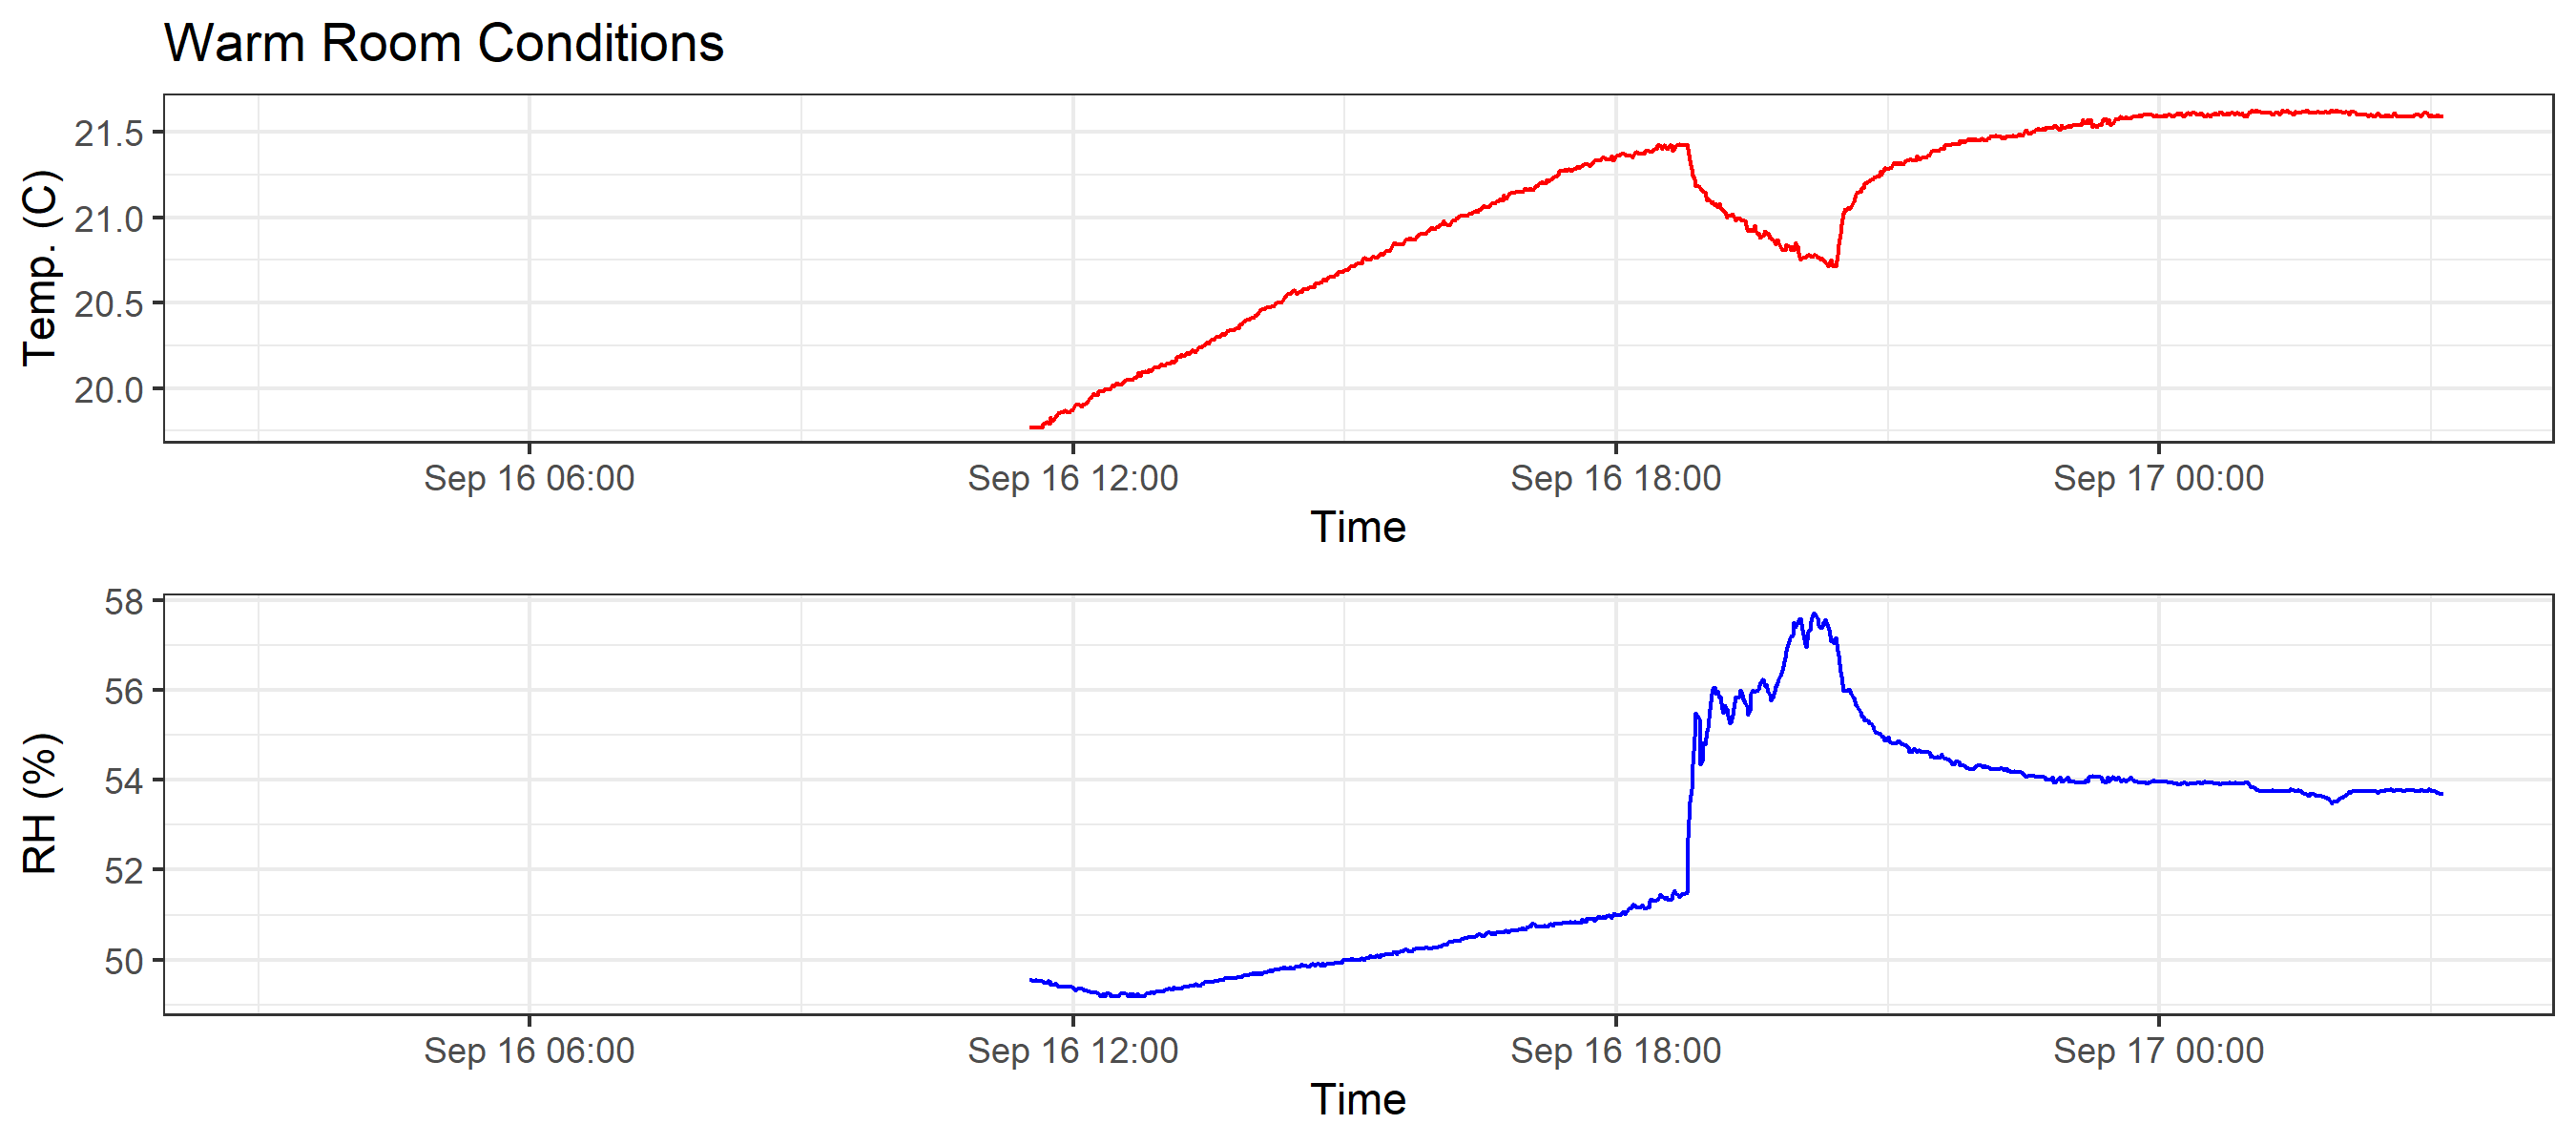 Warm Room Conditions
Temp. (C)
21.5
21.0
20.5
20.0
Sep 16 06:00 Sep 16 12:00 Sep 16 18:00 Sep 17 00:00
Time
RH (%)
58
56
54
52
50
Sep 16 06:00 Sep 16 12:00 Sep 16 18:00 Sep 17 00:00
Time